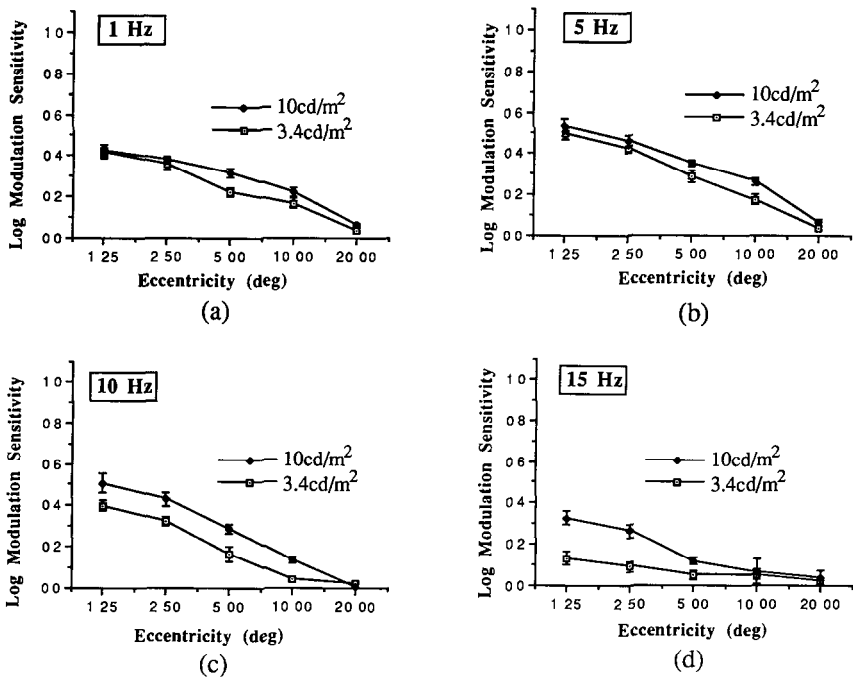 1 Hz
Log Modulation Sensitivity
1 0
0 8
0 6
0 4
0 2
0 0
10cd/m²
3.4cd/m²
1 25 2 50 5 00 10 00 20 00
Eccentricity (deg)
(a)
5 Hz
Log Modulation Sensitivity
1 0
0 8
0 6
0 4
0 2
0 0
10cd/m²
3.4cd/m²
1 25 2 50 5 00 10 00 20 00
Eccentricity (deg)
(b)
10 Hz
Log Modulation Sensitivity
1 0
0 8
0 6
0 4
0 2
0 0
10cd/m²
3.4cd/m²
1 25 2 50 5 00 10 00 20 00
Eccentricity (deg)
(c)
15 Hz
Log Modulation Sensitivity
1 0
0 8
0 6
0 4
0 2
0 0
10cd/m²
3.4cd/m²
1 25 2 50 5 00 10 00 20 00
Eccentricity (deg)
(d)